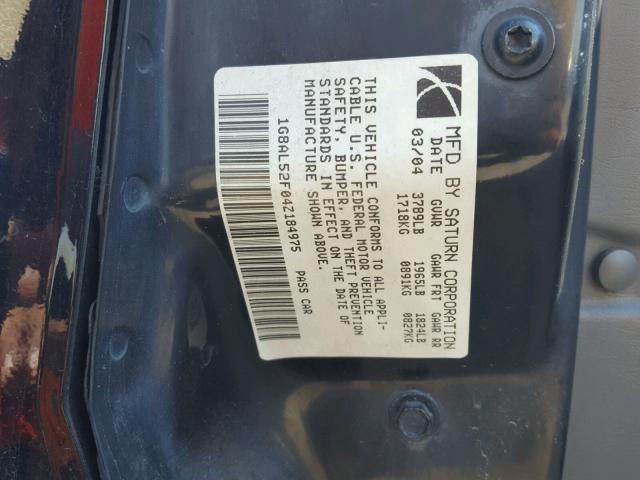 MFD BY SATURN CORPORATION
DATE GVWR GAWR FRT GAWR RR
03/04 3789LB 1965LB 1824LB
1718KG 0891KG 0827KG
THIS VEHICLE CONFORMS TO ALL APPLI-
CABLE U.S. FEDERAL MOTOR VEHICLE
SAFETY, BUMPER, AND THEFT PREVENTION
STANDARDS IN EFFECT ON THE DATE OF
MANUFACTURE SHOWN ABOVE.
1G8AL52F04Z184975 PASS CAR